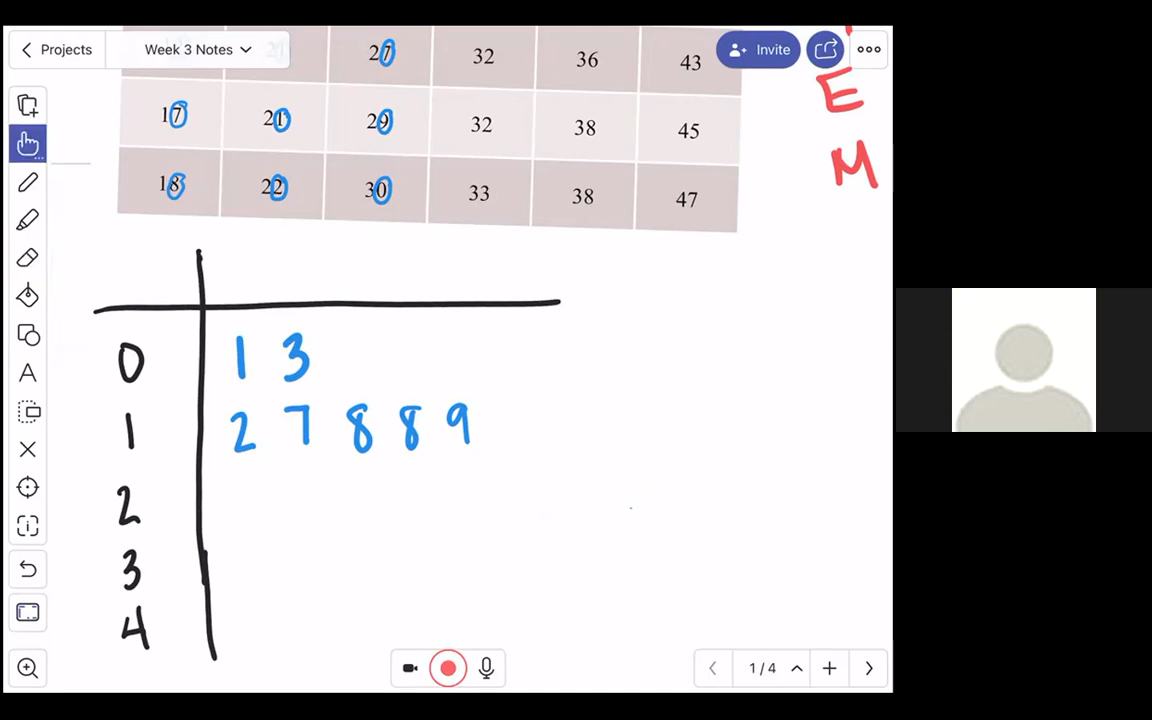 Projects
Week 3 Notes
Invite
27 32 36 43
17 21 29 32 38 45
18 22 30 33 38 47
E
M
0 1 3
1 2 7 8 8 9
2
3
4
A
1 / 4